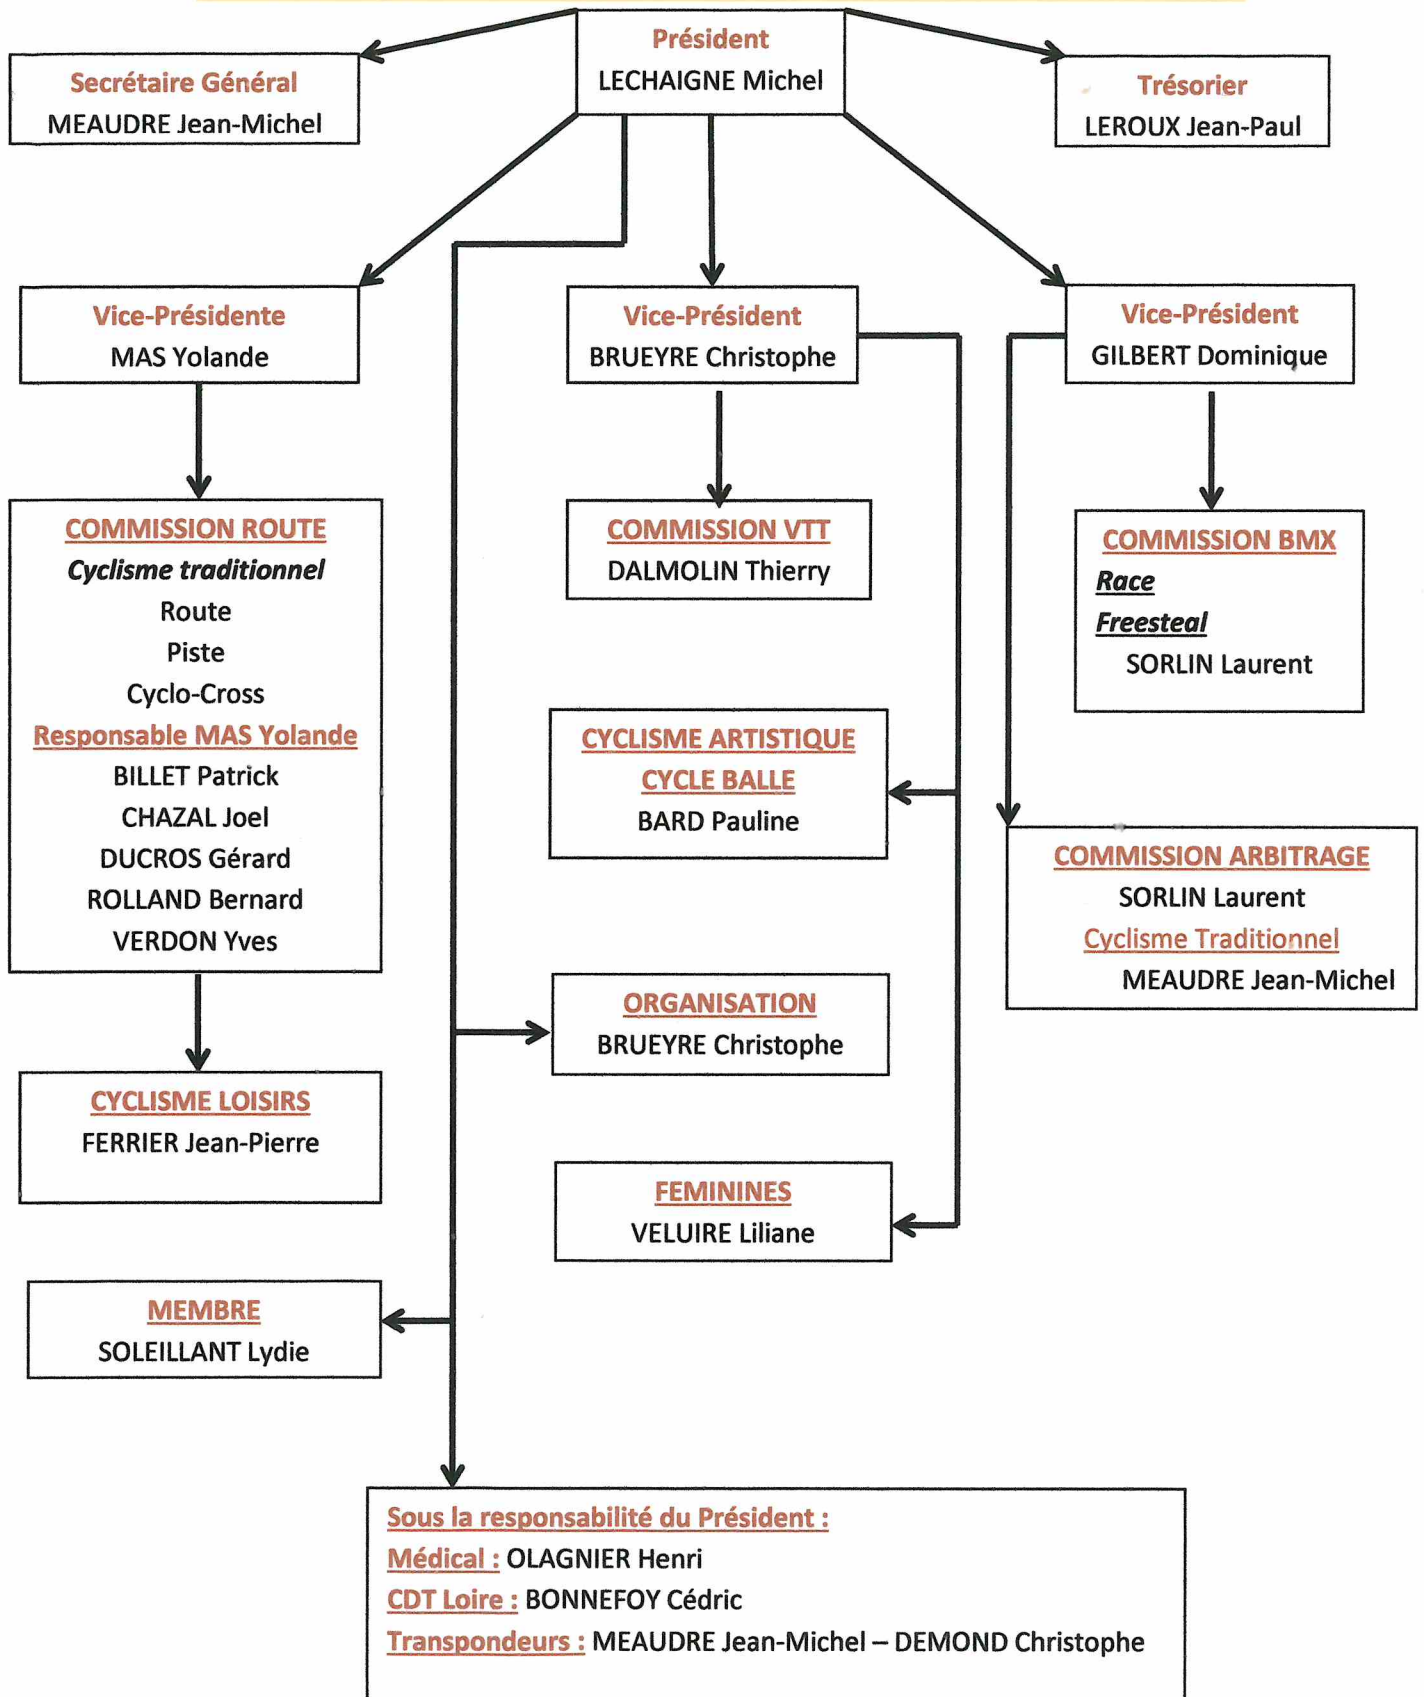 Président
LECHAIGNE Michel
Secrétaire Général
MEAUDRE Jean-Michel
Trésorier
LEROUX Jean-Paul
Vice-Présidente
MAS Yolande
Vice-Président
BRUEYRE Christophe
Vice-Président
GILBERT Dominique
COMMISSION ROUTE
Cyclisme traditionnel
Route
Piste
Cyclo-Cross
Responsable MAS Yolande
BILLET Patrick
CHAZAL Joel
DUCROS Gérard
ROLLAND Bernard
VERDON Yves
COMMISSION VTT
DALMOLIN Thierry
COMMISSION BMX
Race
Freesteal
SORLIN Laurent
CYCLISME ARTISTIQUE
CYCLE BALLE
BARD Pauline
COMMISSION ARBITRAGE
SORLIN Laurent
Cyclisme Traditionnel
MEAUDRE Jean-Michel
ORGANISATION
BRUEYRE Christophe
CYCLISME LOISIRS
FERRIER Jean-Pierre
FEMININES
VELUIRE Liliane
MEMBRE
SOLEILLANT Lydie
Sous la responsabilité du Président :
Médical : OLAGNIER Henri
CDT Loire : BONNEFOY Cédric
Transpondeurs : MEAUDRE Jean-Michel – DEMOND Christophe